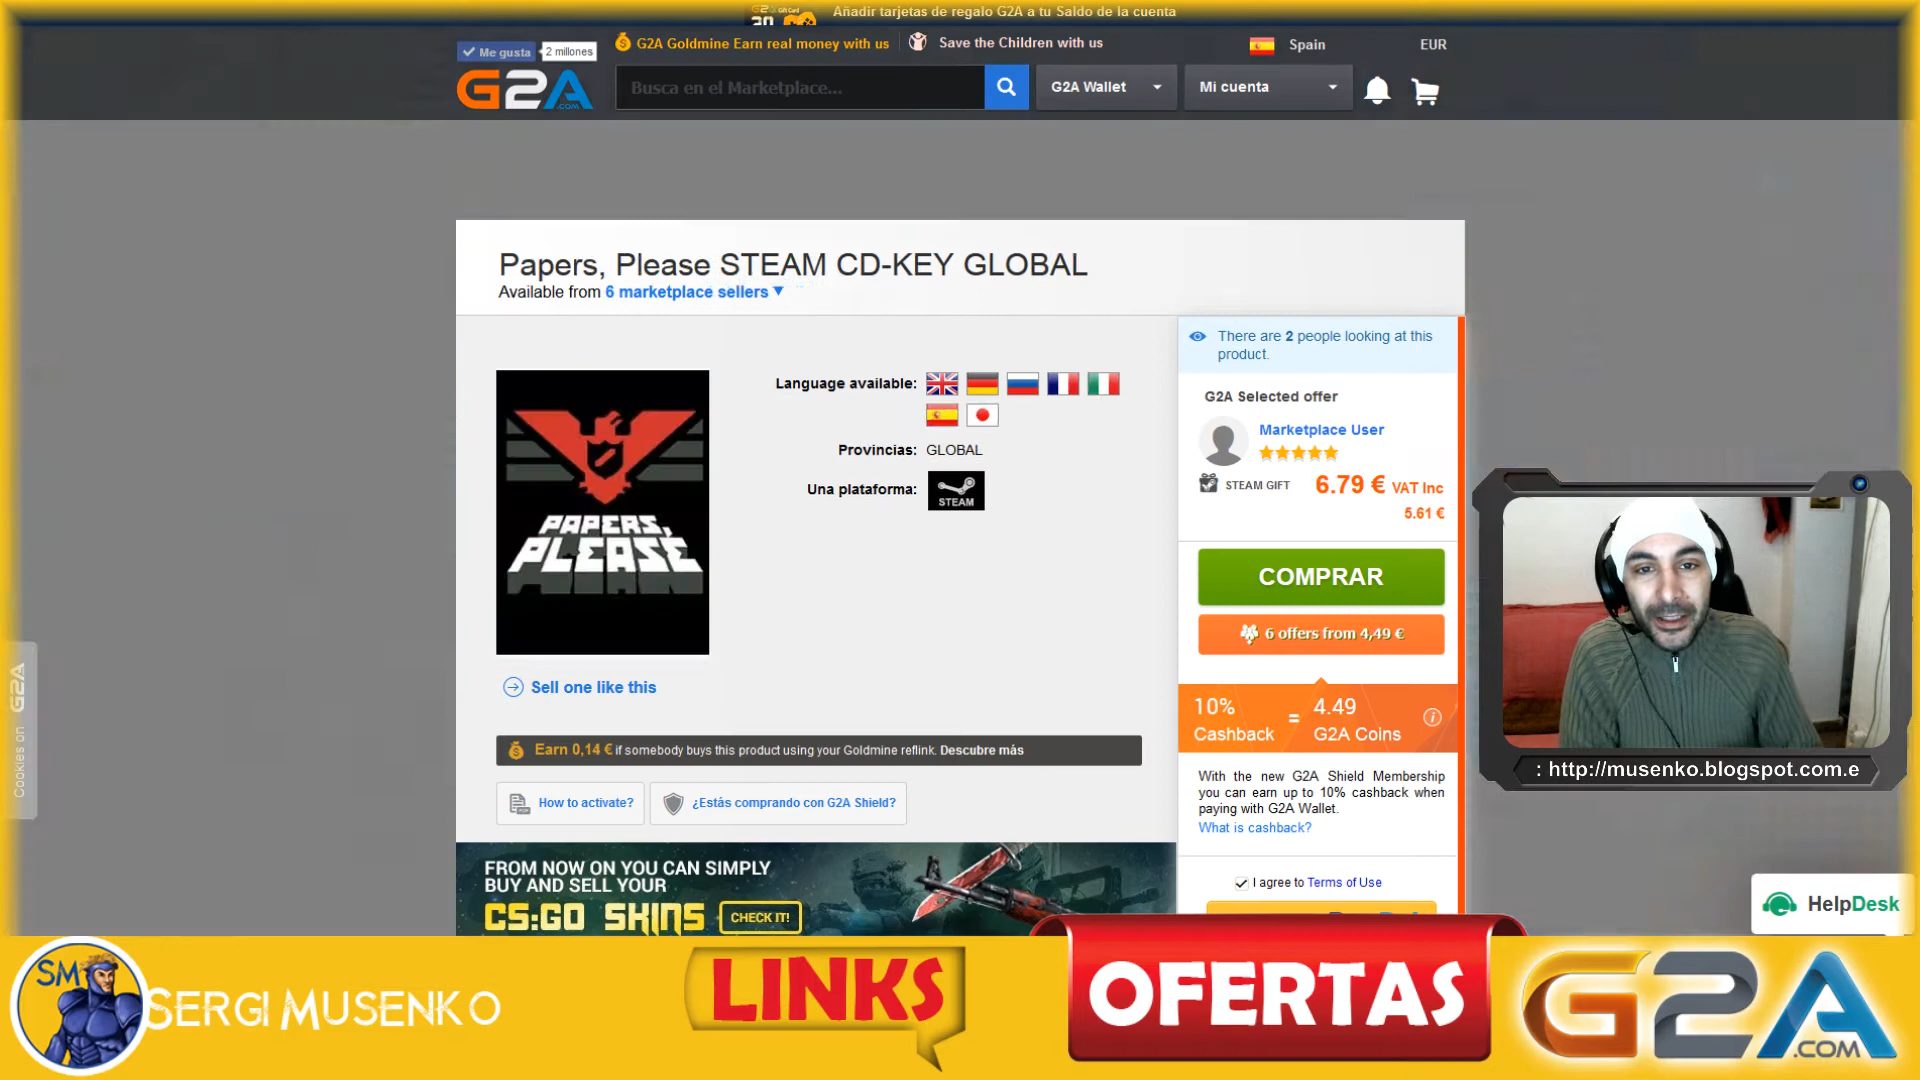 Añadir tarjetas de regalo G2A a tu Saldo de la cuenta
Me gusta
2 millones
G2A Goldmine Earn real money with us
Save the Children with us
Spain
EUR
G2A.COM
Busca en el Marketplace...
G2A Wallet
Mi cuenta
Papers, Please STEAM CD-KEY GLOBAL
Available from 6 marketplace sellers
There are 2 people looking at this
product.
Language available:
G2A Selected offer
Marketplace User
Provincias: GLOBAL
STEAM GIFT 6.79 € VAT Inc
5.61 €
Una plataforma:
STEAM
PAPERS,
PLEASE
COMPRAR
6 offers from 4,49 €
Sell one like this
10%
Cashback
=
4.49
G2A Coins
Earn 0,14 € if somebody buys this product using your Goldmine reflink. Descubre más
: http://musenko.blogspot.com.e
With the new G2A Shield Membership
you can earn up to 10% cashback when
paying with G2A Wallet.
What is cashback?
How to activate?
¿Estás comprando con G2A Shield?
Cookies on G2A
FROM NOW ON YOU CAN SIMPLY
BUY AND SELL YOUR
CS:GO SKINS
CHECK IT!
I agree to Terms of Use
HelpDesk
SM
SERGI MUSENKO
LINKS
OFERTAS
G2A
.COM